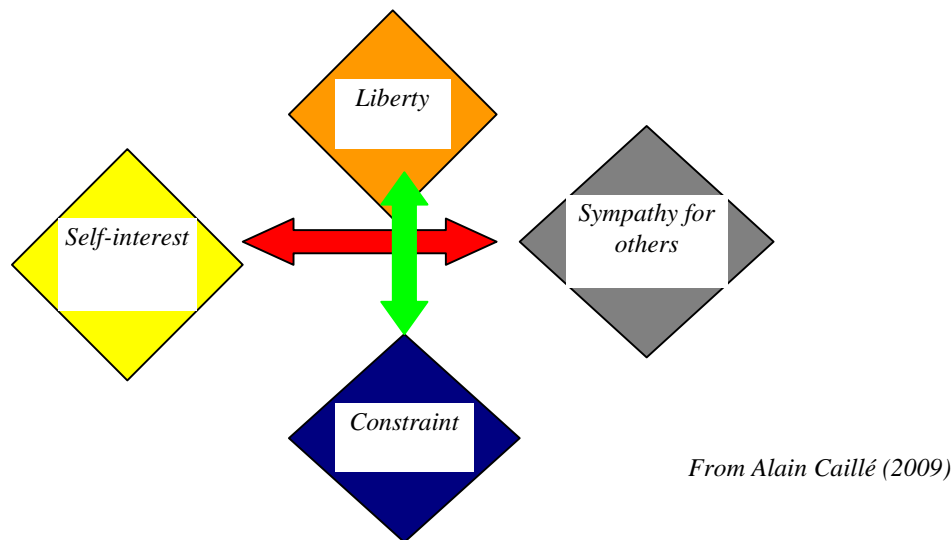 Liberty
Self-interest
Sympathy for
others
Constraint
From Alain Caillé (2009)